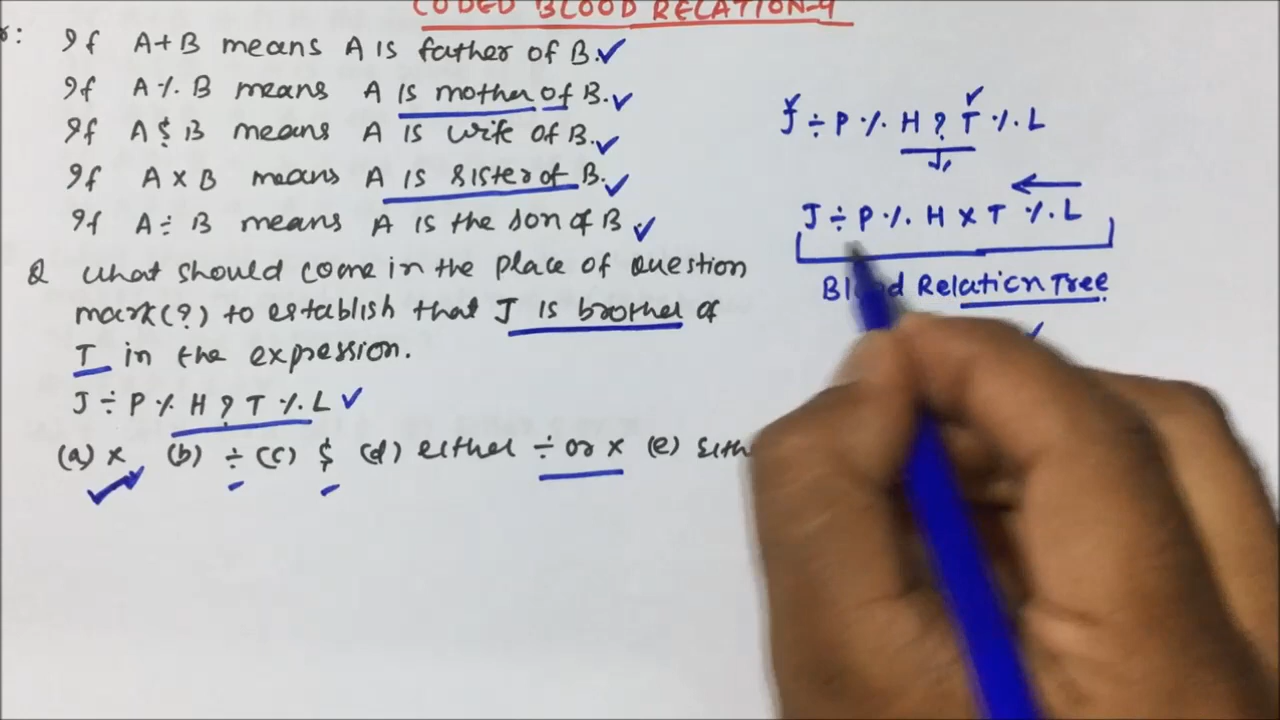 CODED BLOOD RELATION-4
If A+B means A is father of B.
If A % B means A is mother of B.
If A $ B means A is wife of B.
If A × B means A is sister of B.
If A ÷ B means A is the son of B
Q what should come in the place of Question
mark(?) to establish that J is brother of
T in the expression.
J ÷ P % H ? T % L
(a) × (b) ÷ (c) $ (d) either ÷ or × (e)
J ÷ P % H ? T % L
J ÷ P % H × T % L
Blood Relation Tree